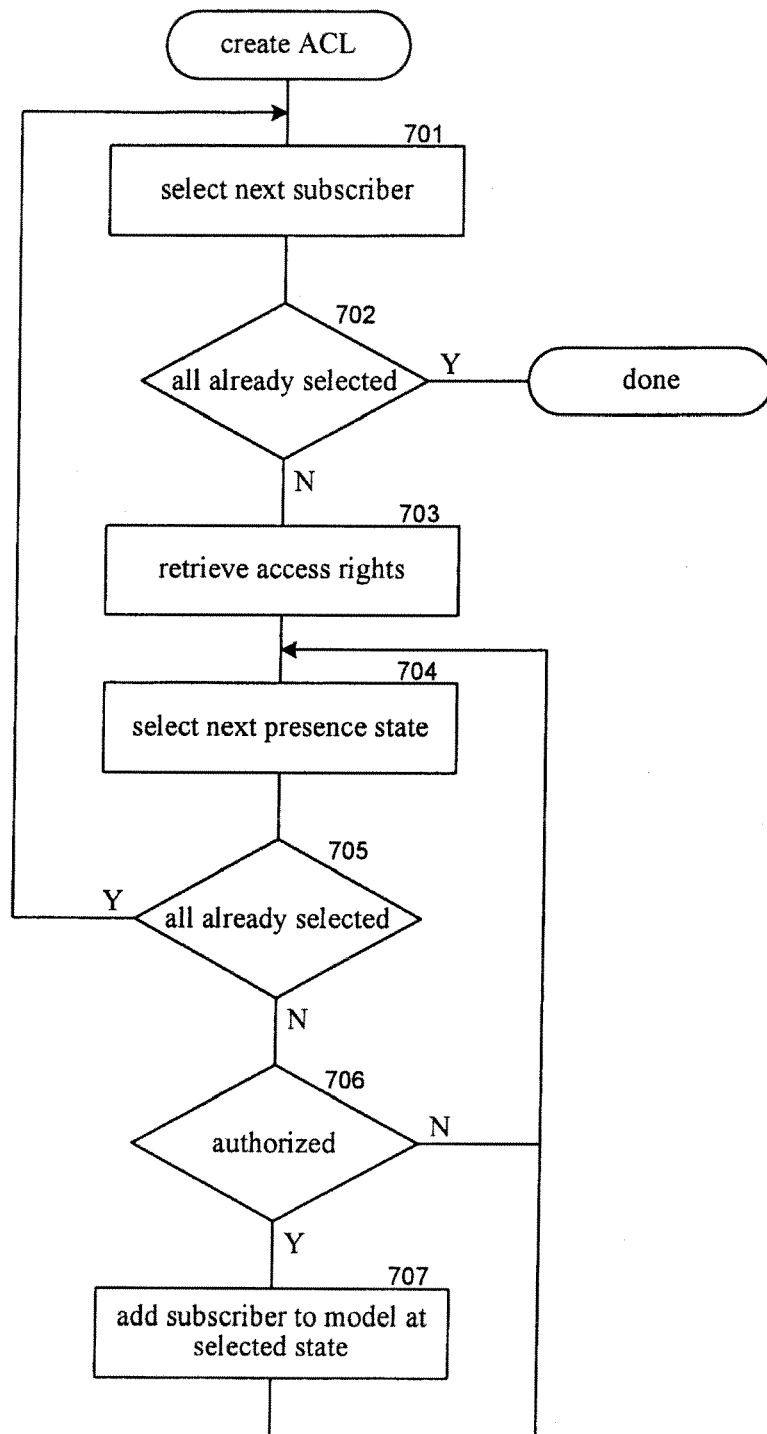 create ACL
701
select next subscriber
702
all already selected
Y
done
N
703
retrieve access rights
704
select next presence state
705
Y
all already selected
N
706
authorized
N
Y
707
add subscriber to model at
selected state